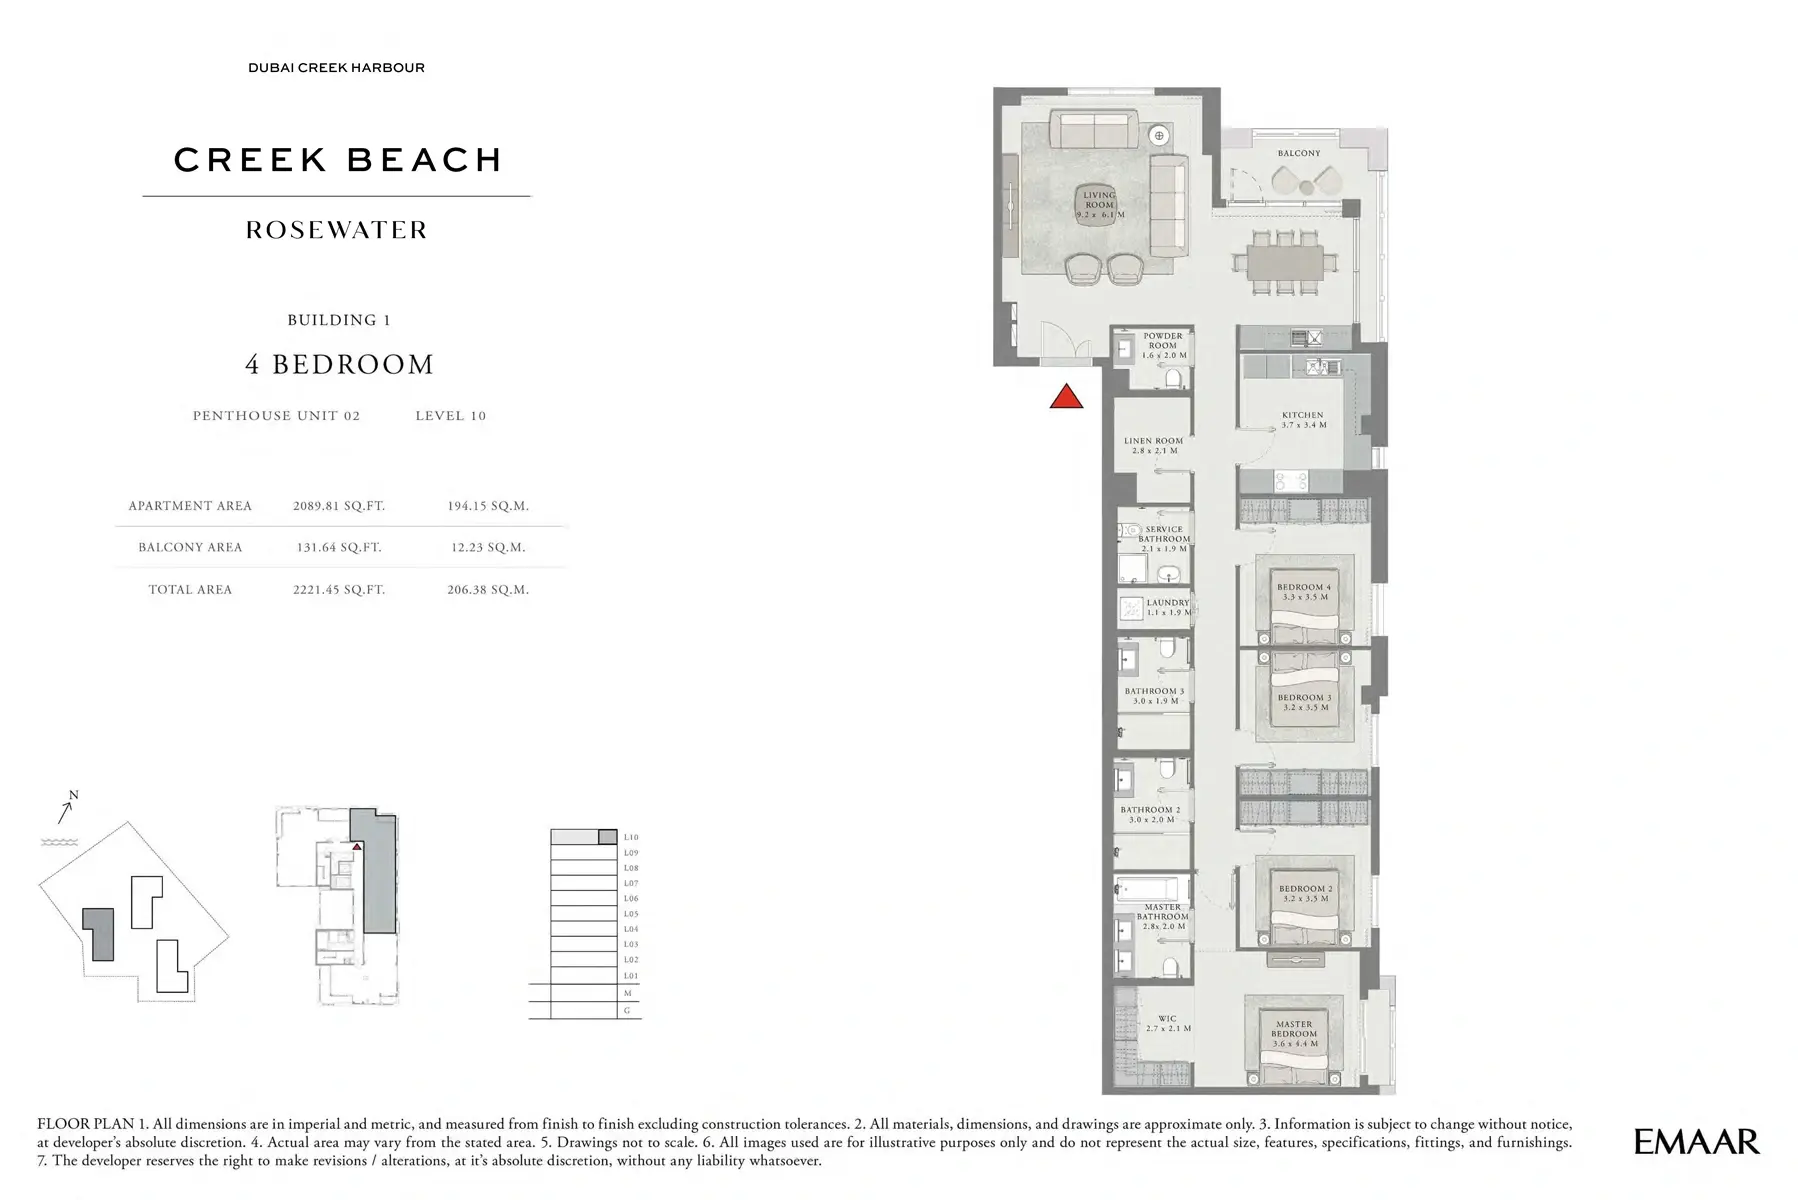 DUBAI CREEK HARBOUR
CREEK BEACH
ROSEWATER
BUILDING 1
4 BEDROOM
PENTHOUSE UNIT 02 LEVEL 10
APARTMENT AREA 2089.81 SQ.FT. 194.15 SQ.M.
BALCONY AREA 131.64 SQ.FT. 12.23 SQ.M.
TOTAL AREA 2221.45 SQ.FT. 206.38 SQ.M.
N
L10
L09
L08
L07
L06
L05
L04
L03
L02
L01
M
G
BALCONY
LIVING
ROOM
9.2 x 6.1 M
POWDER
ROOM
1.6 x 2.0 M
KITCHEN
3.7 x 3.4 M
LINEN ROOM
2.8 x 2.1 M
SERVICE
BATHROOM
2.1 x 1.9 M
BEDROOM 4
3.3 x 3.5 M
LAUNDRY
1.1 x 1.9 M
BATHROOM 3
3.0 x 1.9 M
BEDROOM 3
3.2 x 3.5 M
BATHROOM 2
3.0 x 2.0 M
BEDROOM 2
3.2 x 3.5 M
MASTER
BATHROOM
2.8x 2.0 M
WIC
2.7 x 2.1 M
MASTER
BEDROOM
3.6 x 4.4 M
FLOOR PLAN 1. All dimensions are in imperial and metric, and measured from finish to finish excluding construction tolerances. 2. All materials, dimensions, and drawings are approximate only. 3. Information is subject to change without notice,
at developer's absolute discretion. 4. Actual area may vary from the stated area. 5. Drawings not to scale. 6. All images used are for illustrative purposes only and do not represent the actual size, features, specifications, fittings, and furnishings.
7. The developer reserves the right to make revisions / alterations, at it's absolute discretion, without any liability whatsoever.
EMAAR